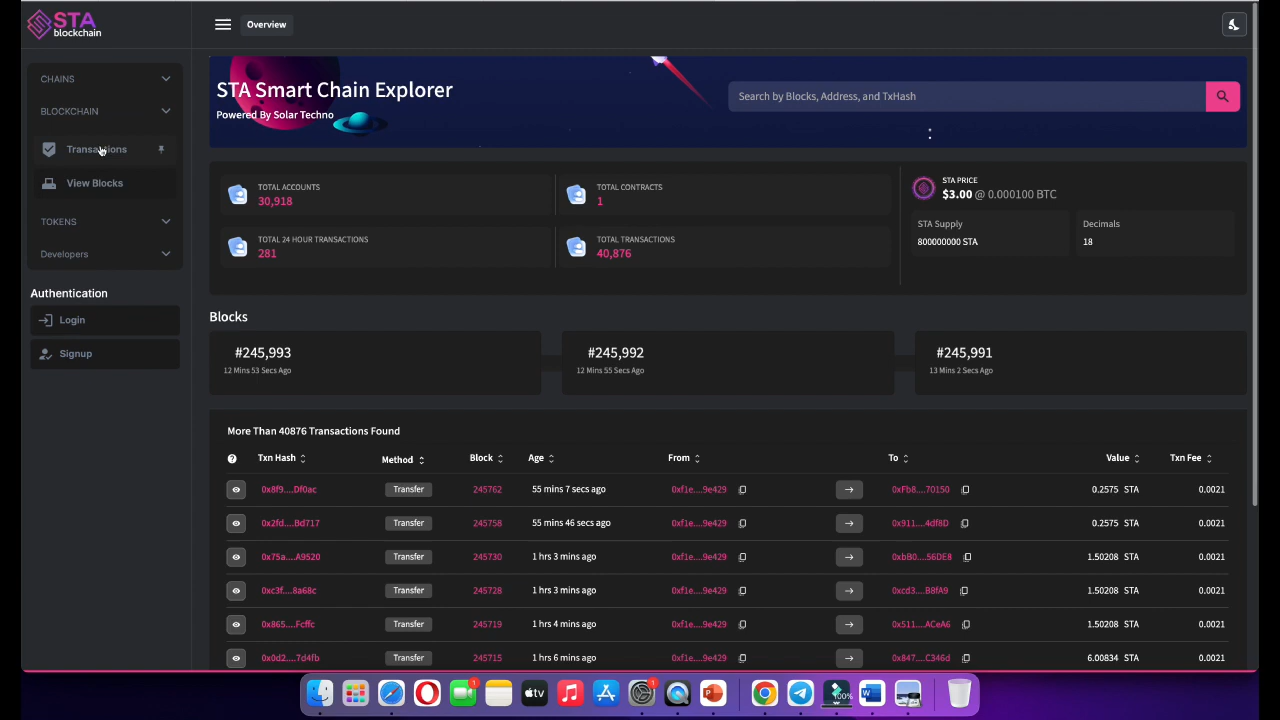 STA
blockchain
Overview
CHAINS
BLOCKCHAIN
Transactions
View Blocks
TOKENS
Developers
Authentication
Login
Signup
STA Smart Chain Explorer
Powered By Solar Techno
Search by Blocks, Address, and TxHash
TOTAL ACCOUNTS
30,918
TOTAL CONTRACTS
1
TOTAL 24 HOUR TRANSACTIONS
281
TOTAL TRANSACTIONS
40,876
STA PRICE
$3.00 @ 0.000100 BTC
STA Supply
800000000 STA
Decimals
18
Blocks
#245,993
12 Mins 53 Secs Ago
#245,992
12 Mins 55 Secs Ago
#245,991
13 Mins 2 Secs Ago
More Than 40876 Transactions Found
Txn Hash Method Block Age From To Value Txn Fee
0x8f9....Df0ac Transfer 245762 55 mins 7 secs ago 0xf1e....9e429 0xFb8....70150 0.2575 STA 0.0021
0x2fd....Bd717 Transfer 245758 55 mins 46 secs ago 0xf1e....9e429 0x911....4df8D 0.2575 STA 0.0021
0x75a....A9520 Transfer 245730 1 hrs 3 mins ago 0xf1e....9e429 0xbB0....56DE8 1.50208 STA 0.0021
0xc3f....8a68c Transfer 245728 1 hrs 3 mins ago 0xf1e....9e429 0xcd3....B8fA9 1.50208 STA 0.0021
0x865....Fcffc Transfer 245719 1 hrs 4 mins ago 0xf1e....9e429 0x511....ACeA6 1.50208 STA 0.0021
0x0d2....7d4fb Transfer 245715 1 hrs 6 mins ago 0xf1e....9e429 0x847....C346d 6.00834 STA 0.0021
1
tv
1
100%